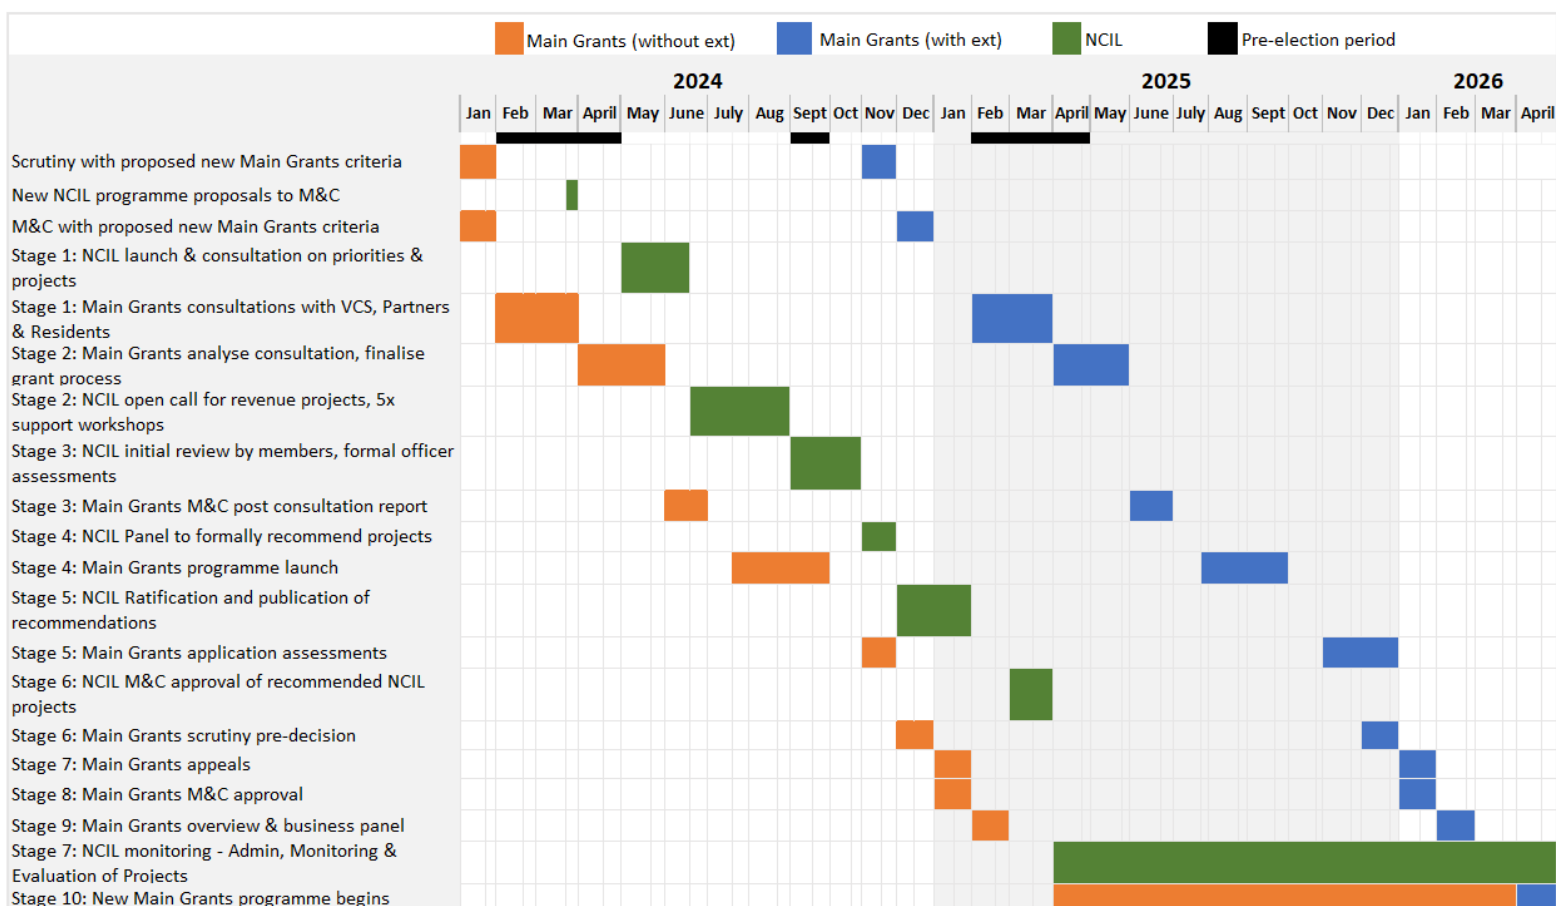 Main Grants (without ext) Main Grants (with ext) NCIL Pre-election period
2024 2025 2026
Jan Feb Mar April May June July Aug Sept Oct Nov Dec Jan Feb Mar April May June July Aug Sept Oct Nov Dec Jan Feb Mar April
Scrutiny with proposed new Main Grants criteria
New NCIL programme proposals to M&C
M&C with proposed new Main Grants criteria
Stage 1: NCIL launch & consultation on priorities &
projects
Stage 1: Main Grants consultations with VCS, Partners
& Residents
Stage 2: Main Grants analyse consultation, finalise
grant process
Stage 2: NCIL open call for revenue projects, 5x
support workshops
Stage 3: NCIL initial review by members, formal officer
assessments
Stage 3: Main Grants M&C post consultation report
Stage 4: NCIL Panel to formally recommend projects
Stage 4: Main Grants programme launch
Stage 5: NCIL Ratification and publication of
recommendations
Stage 5: Main Grants application assessments
Stage 6: NCIL M&C approval of recommended NCIL
projects
Stage 6: Main Grants scrutiny pre-decision
Stage 7: Main Grants appeals
Stage 8: Main Grants M&C approval
Stage 9: Main Grants overview & business panel
Stage 7: NCIL monitoring - Admin, Monitoring &
Evaluation of Projects
Stage 10: New Main Grants programme begins